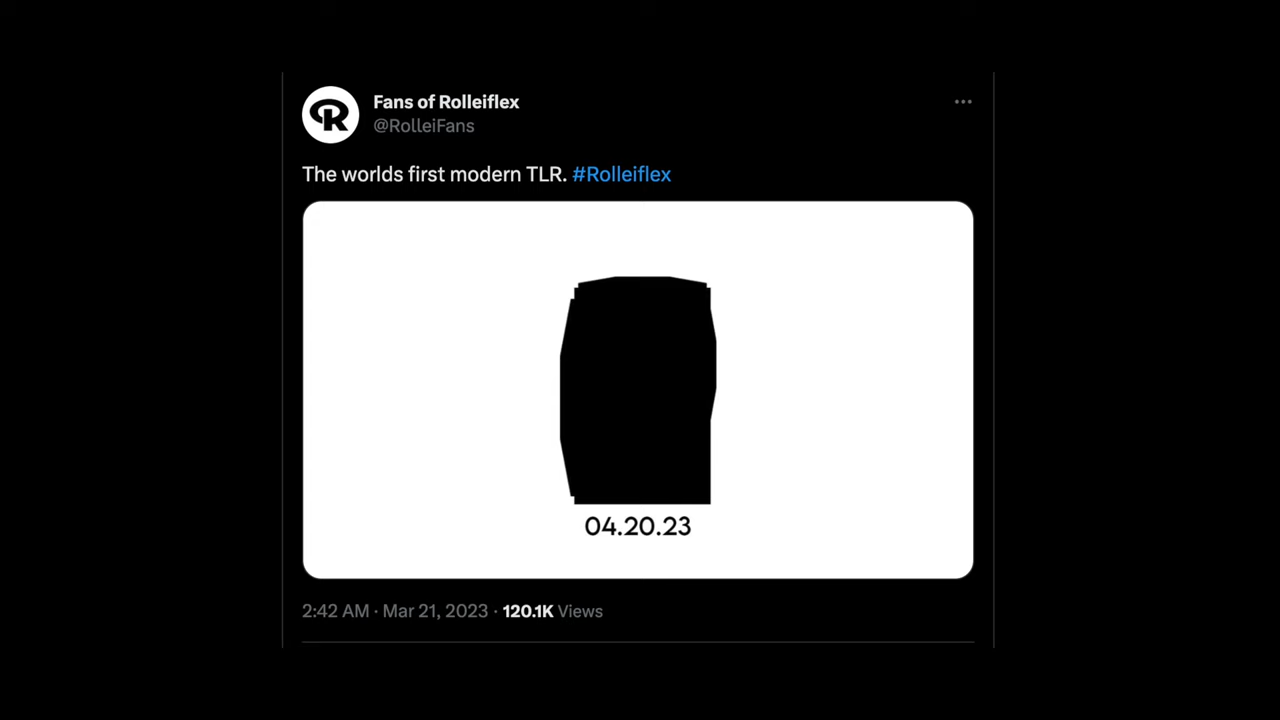 Fans of Rolleiflex
@RolleiFans
The worlds first modern TLR. #Rolleiflex
04.20.23
2:42 AM · Mar 21, 2023 · 120.1K Views